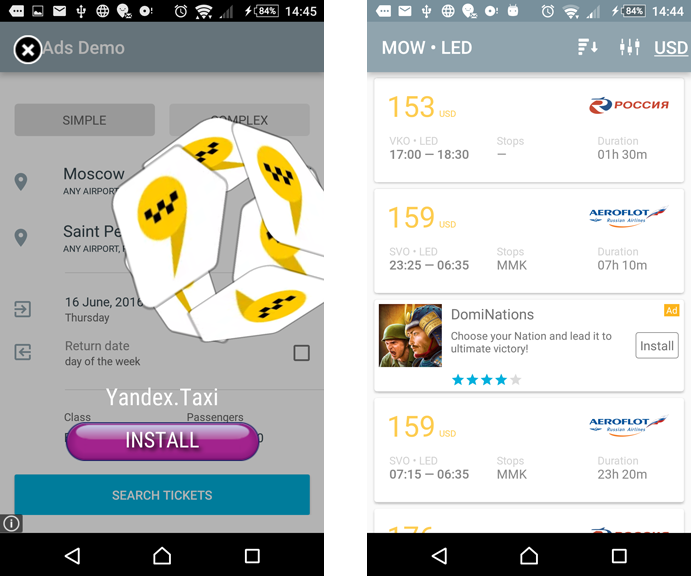 84% 14:45
Ads Demo
SIMPLE
COMPLEX
Moscow
ANY AIRPORT
Saint Pe
ANY AIRPORT,
16 June, 2016
Thursday
Return date
day of the week
Yandex.Taxi
Class
Passengers
INSTALL
SEARCH TICKETS
84% 14:44
MOW • LED
USD
153 USD
РОССИЯ
VKO • LED
Stops
Duration
17:00 — 18:30
—
01h 30m
159 USD
AEROFLOT
Russian Airlines
SVO • LED
Stops
Duration
23:25 — 06:35
MMK
07h 10m
DomiNations
Ad
Choose your Nation and lead it to
ultimate victory!
Install
159 USD
AEROFLOT
Russian Airlines
SVO • LED
Stops
Duration
07:15 — 06:35
MMK
23h 20m